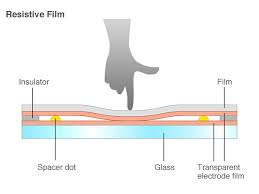 Resistive Film
Insulator
Film
Spacer dot
Glass
Transparent
electrode film